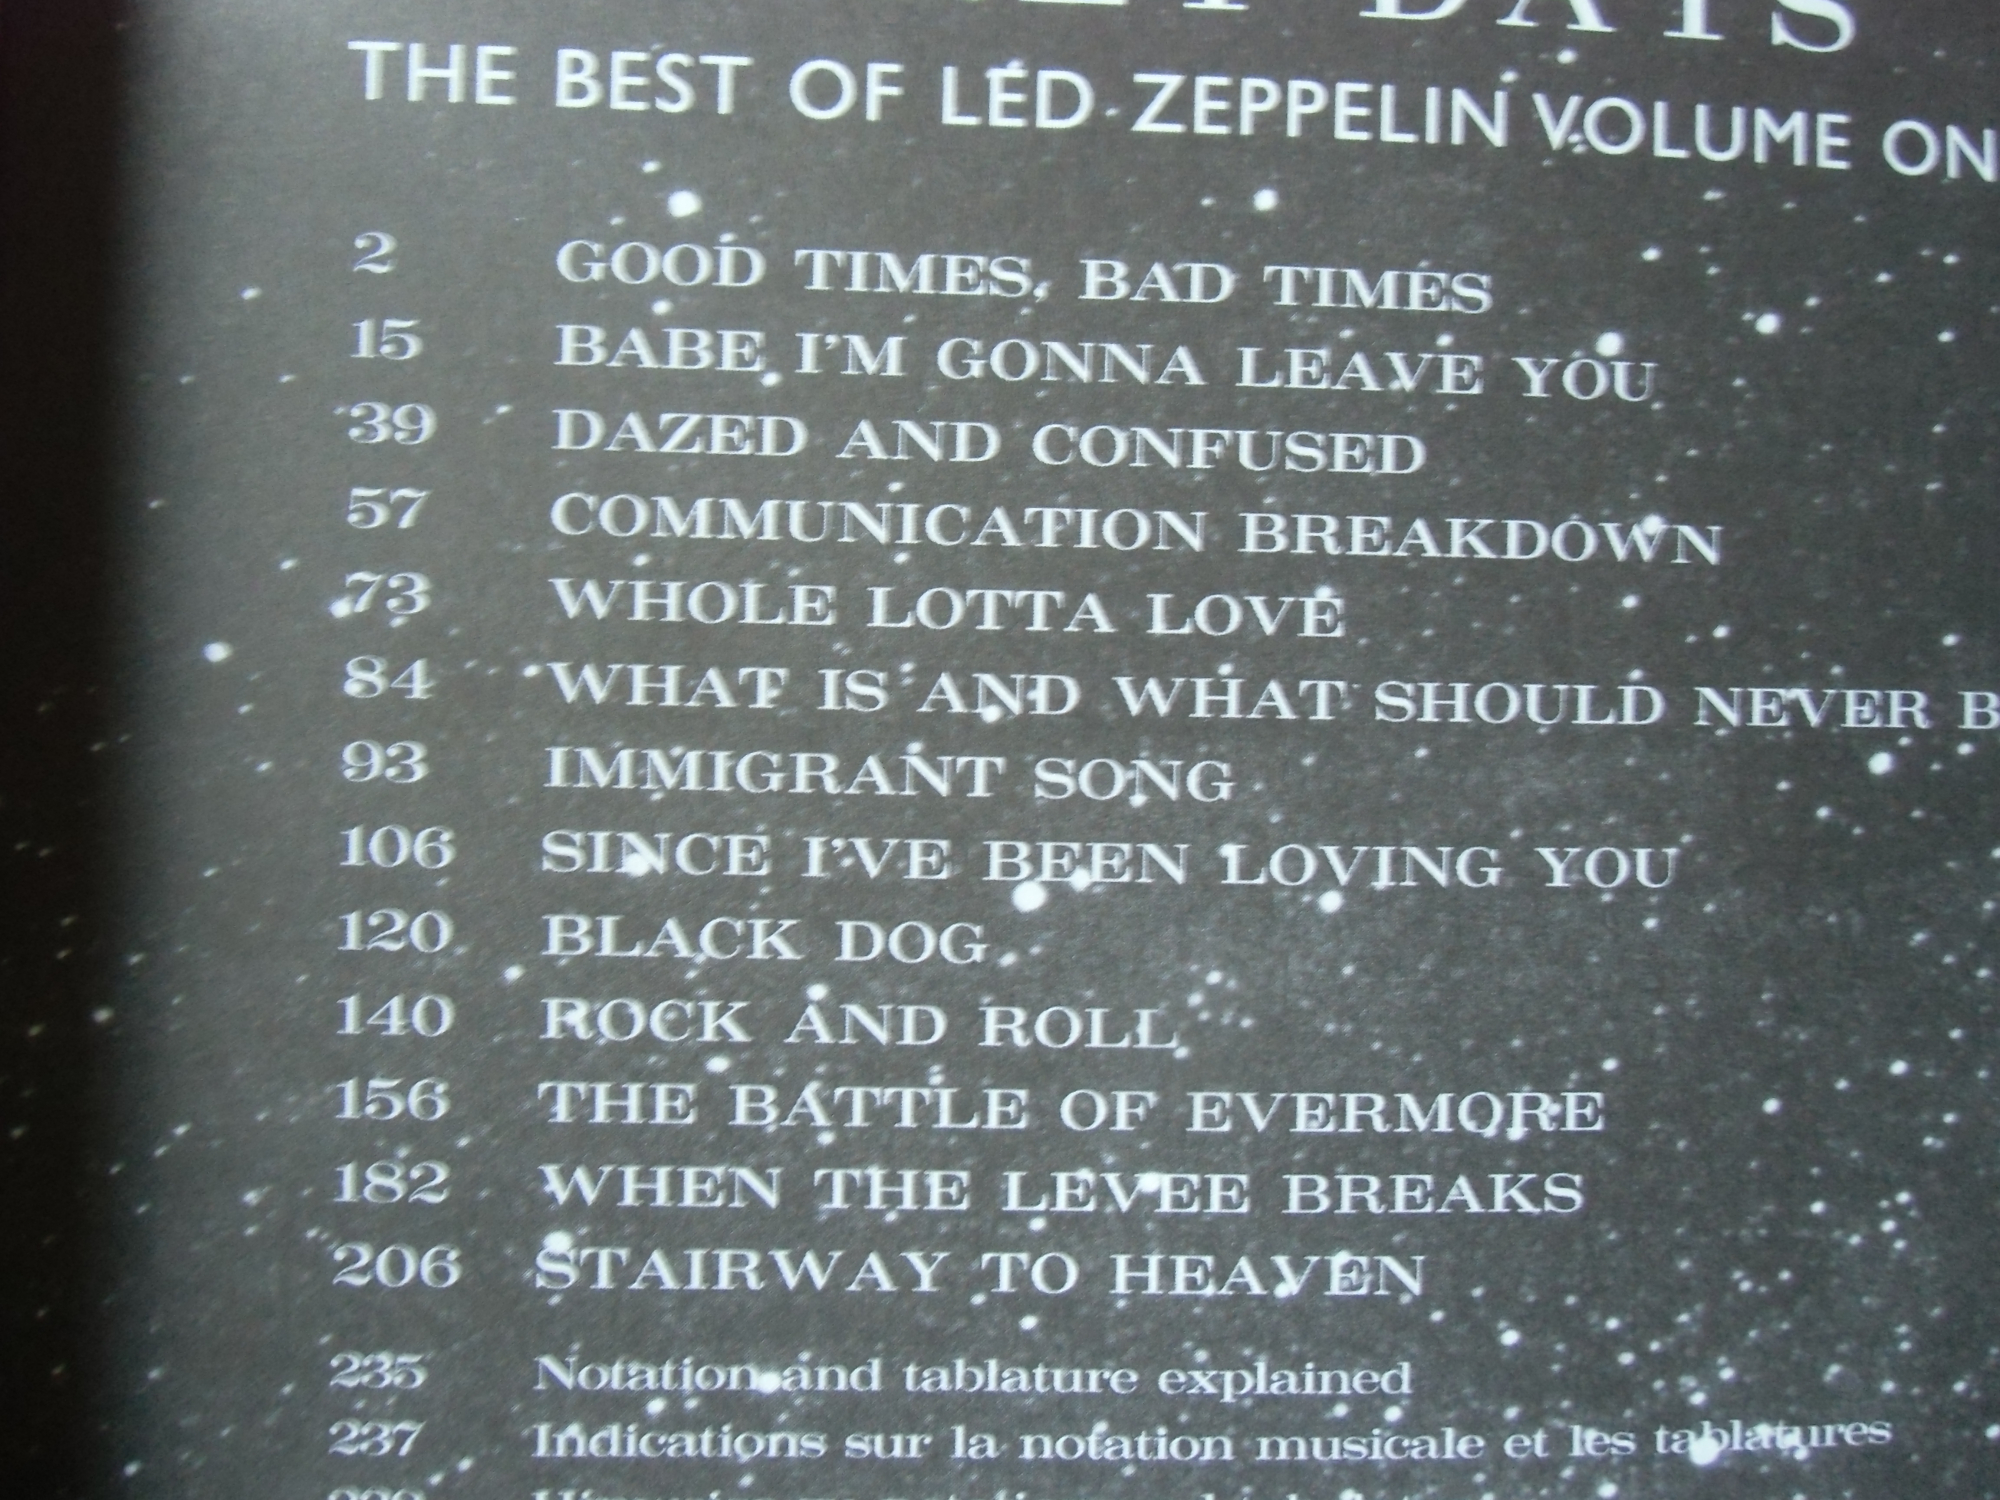 DAYS
THE BEST OF LED ZEPPELIN VOLUME ON
2 GOOD TIMES, BAD TIMES
15 BABE I'M GONNA LEAVE YOU
39 DAZED AND CONFUSED
57 COMMUNICATION BREAKDOWN
73 WHOLE LOTTA LOVE
84 WHAT IS AND WHAT SHOULD NEVER B
93 IMMIGRANT SONG
106 SINCE I'VE BEEN LOVING YOU
120 BLACK DOG
140 ROCK AND ROLL
156 THE BATTLE OF EVERMORE
182 WHEN THE LEVEE BREAKS
206 STAIRWAY TO HEAVEN
235 Notation and tablature explained
237 Indications sur la notation musicale et les tablatures